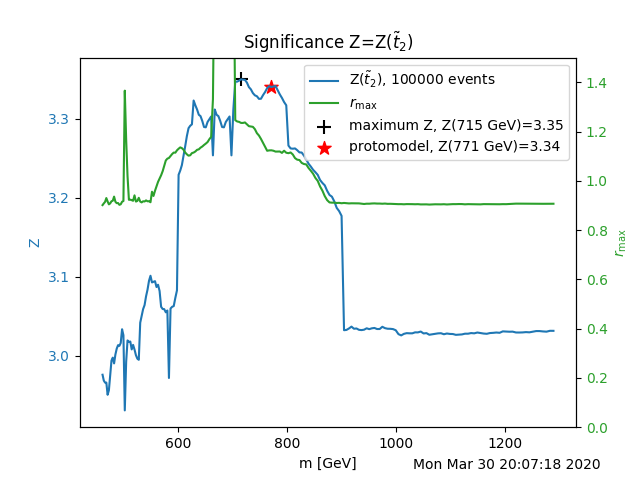 Significance Z=Z(t̃₂)
Z(t̃₂), 100000 events
r_max
maximum Z, Z(715 GeV)=3.35
protomodel, Z(771 GeV)=3.34
3.3
3.2
3.1
3.0
Z
1.4
1.2
1.0
0.8
0.6
0.4
0.2
0.0
r_max
600 800 1000 1200
m [GeV]
Mon Mar 30 20:07:18 2020